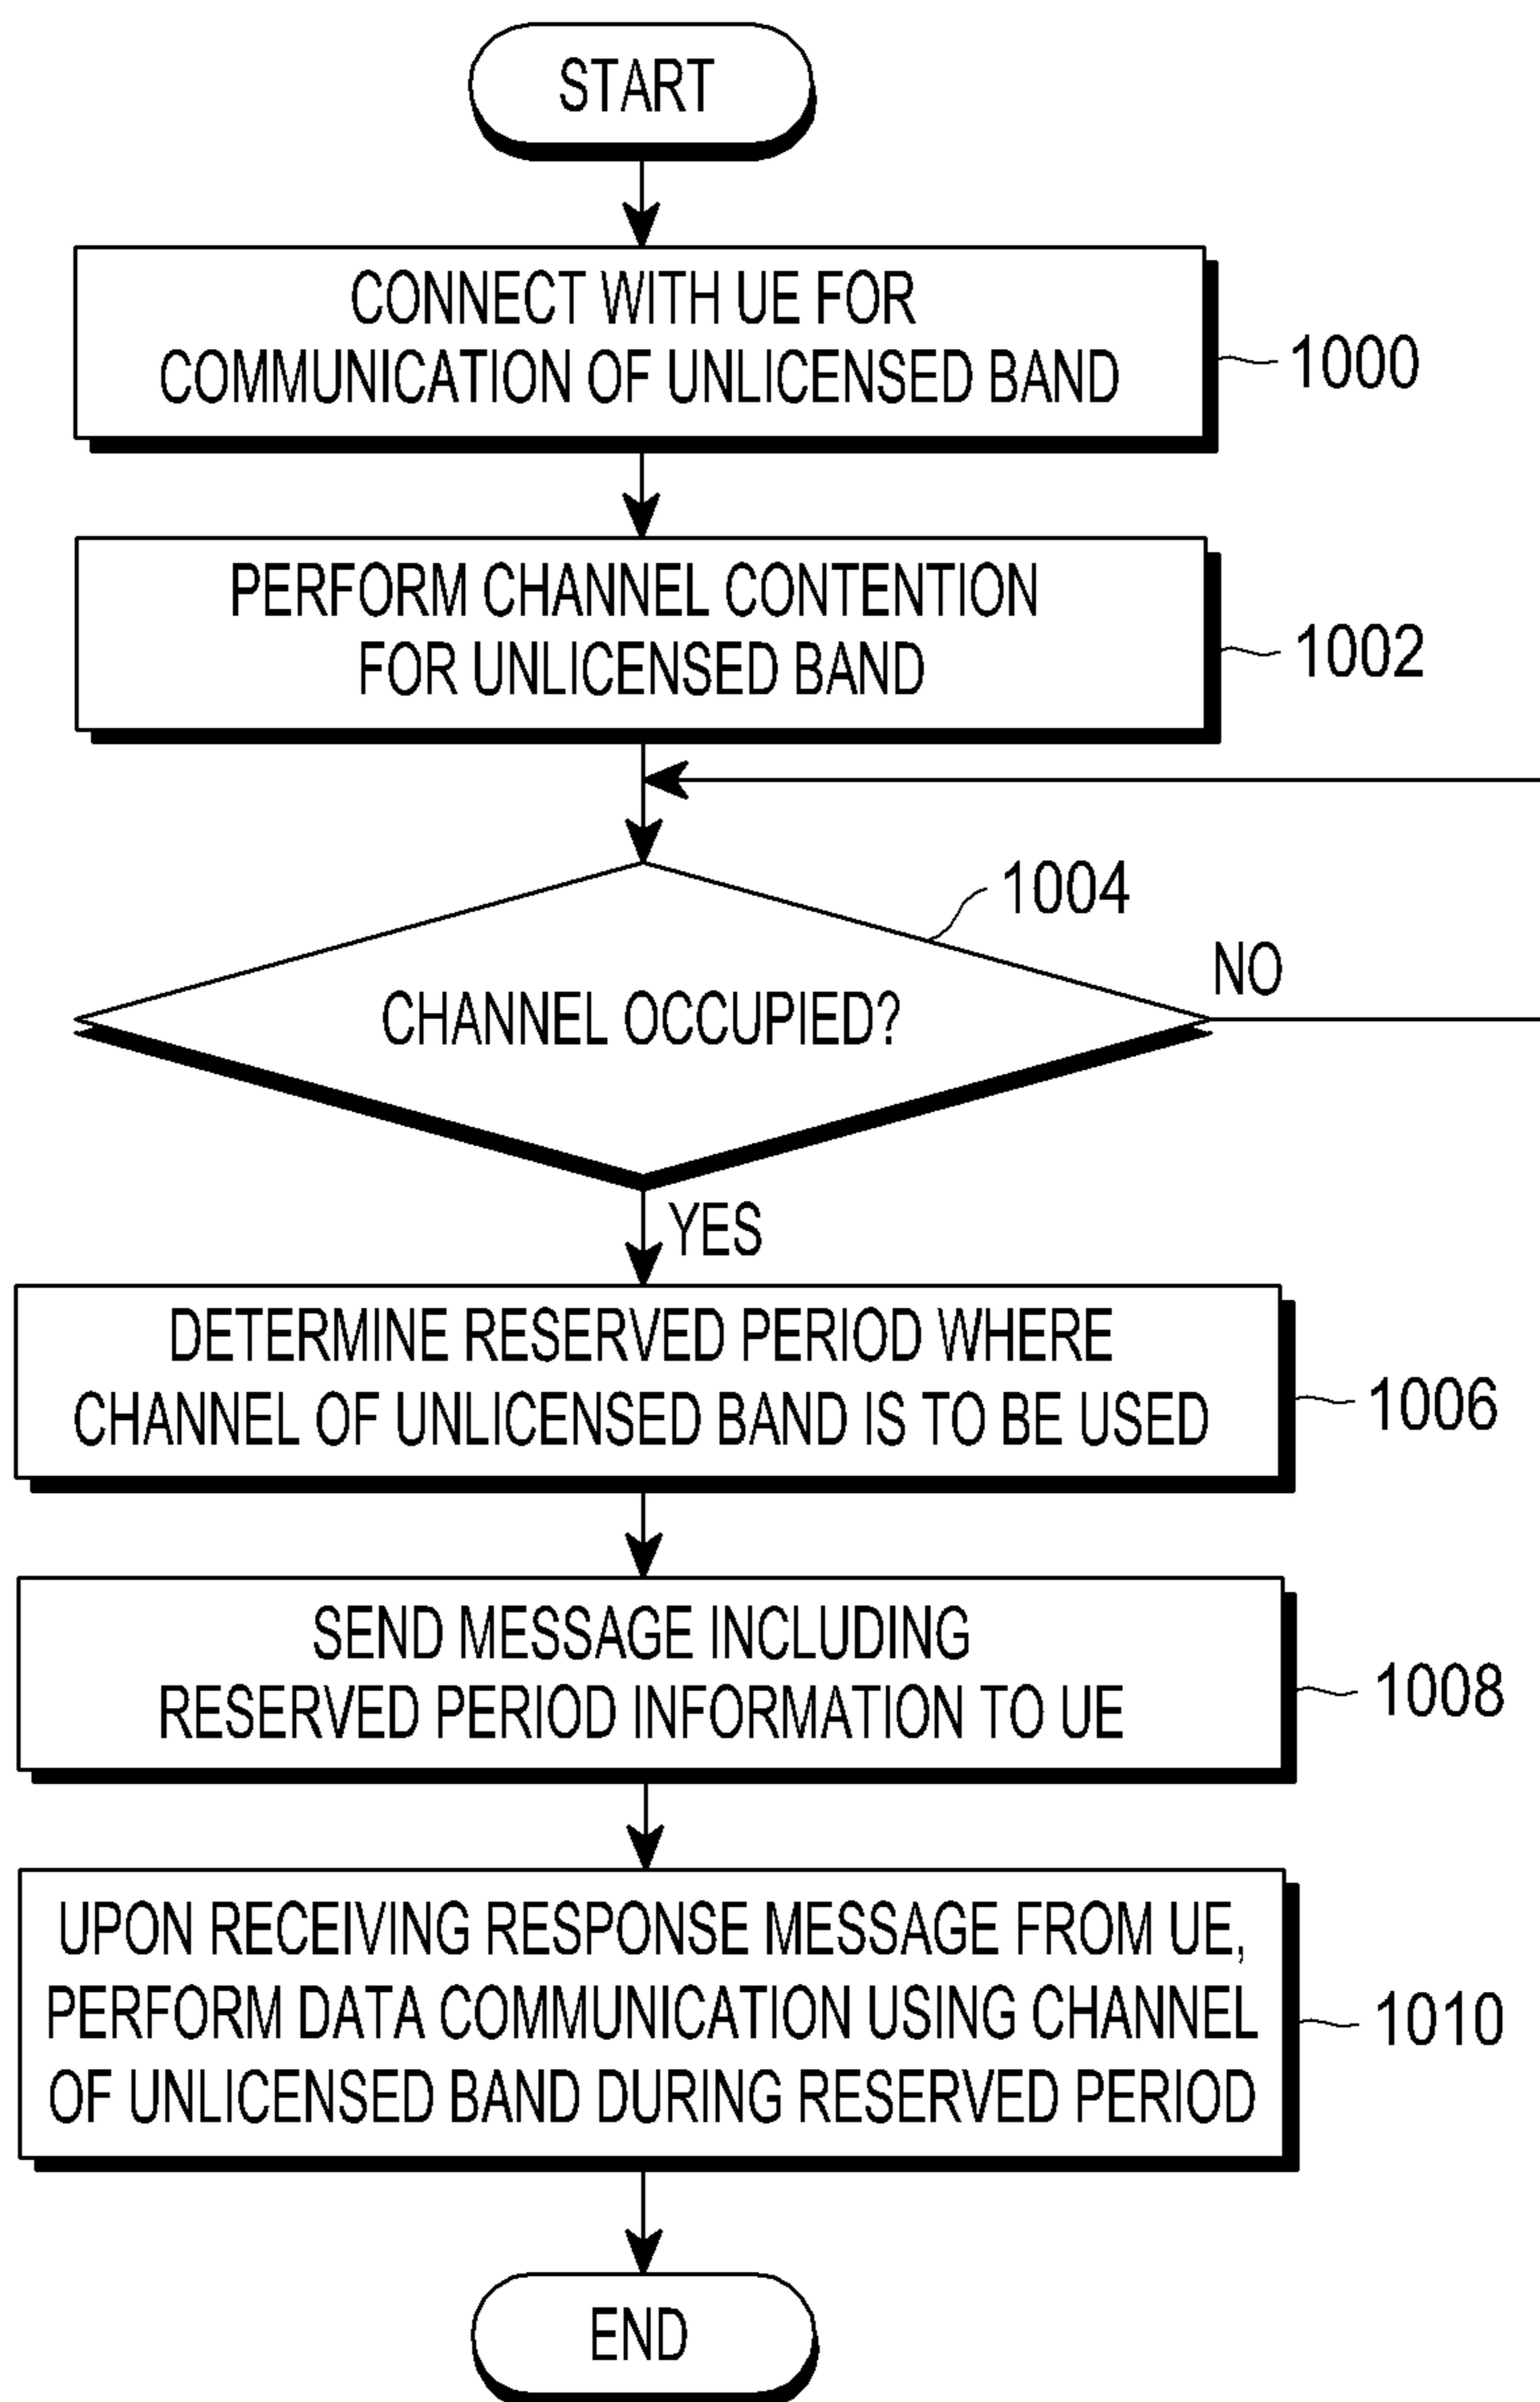 START
CONNECT WITH UE FOR
COMMUNICATION OF UNLICENSED BAND
1000
PERFORM CHANNEL CONTENTION
FOR UNLICENSED BAND
1002
1004
CHANNEL OCCUPIED?
NO
YES
DETERMINE RESERVED PERIOD WHERE
CHANNEL OF UNLICENSED BAND IS TO BE USED
1006
SEND MESSAGE INCLUDING
RESERVED PERIOD INFORMATION TO UE
1008
UPON RECEIVING RESPONSE MESSAGE FROM UE,
PERFORM DATA COMMUNICATION USING CHANNEL
OF UNLICENSED BAND DURING RESERVED PERIOD
1010
END